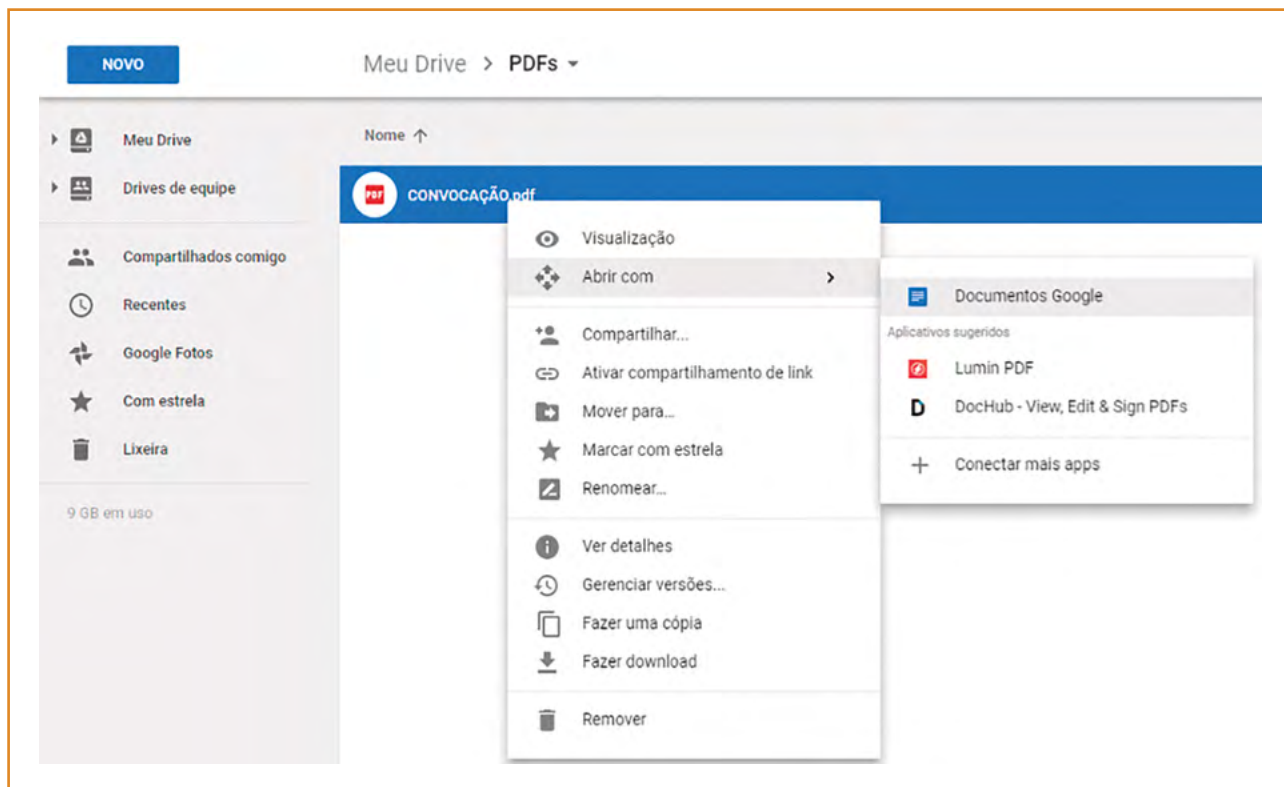 NOVO
Meu Drive > PDFs
Meu Drive
Drives de equipe
Compartilhados comigo
Recentes
Google Fotos
Com estrela
Lixeira
9 GB em uso
Nome ↑
PDF CONVOCAÇÃO.pdf
Visualização
Abrir com >
Compartilhar...
Ativar compartilhamento de link
Mover para...
Marcar com estrela
Renomear...
Ver detalhes
Gerenciar versões...
Fazer uma cópia
Fazer download
Remover
Documentos Google
Aplicativos sugeridos
Lumin PDF
D DocHub - View, Edit & Sign PDFs
+ Conectar mais apps